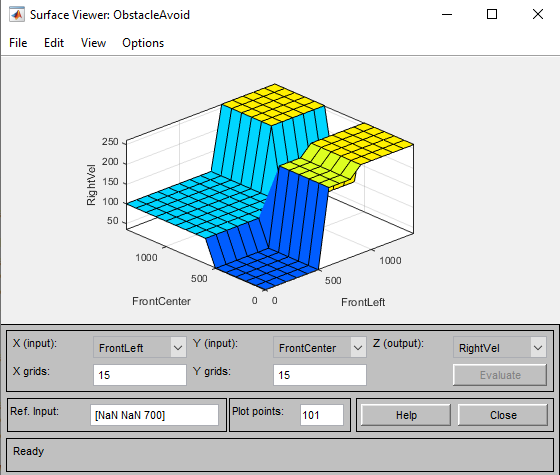 Surface Viewer: ObstacleAvoid
File Edit View Options
250
200
150
100
50
RightVel
1000
500
0
FrontCenter
0
500
1000
FrontLeft
X (input): FrontLeft Y (input): FrontCenter Z (output): RightVel
X grids: 15 Y grids: 15 Evaluate
Ref. Input: [NaN NaN 700] Plot points: 101 Help Close
Ready